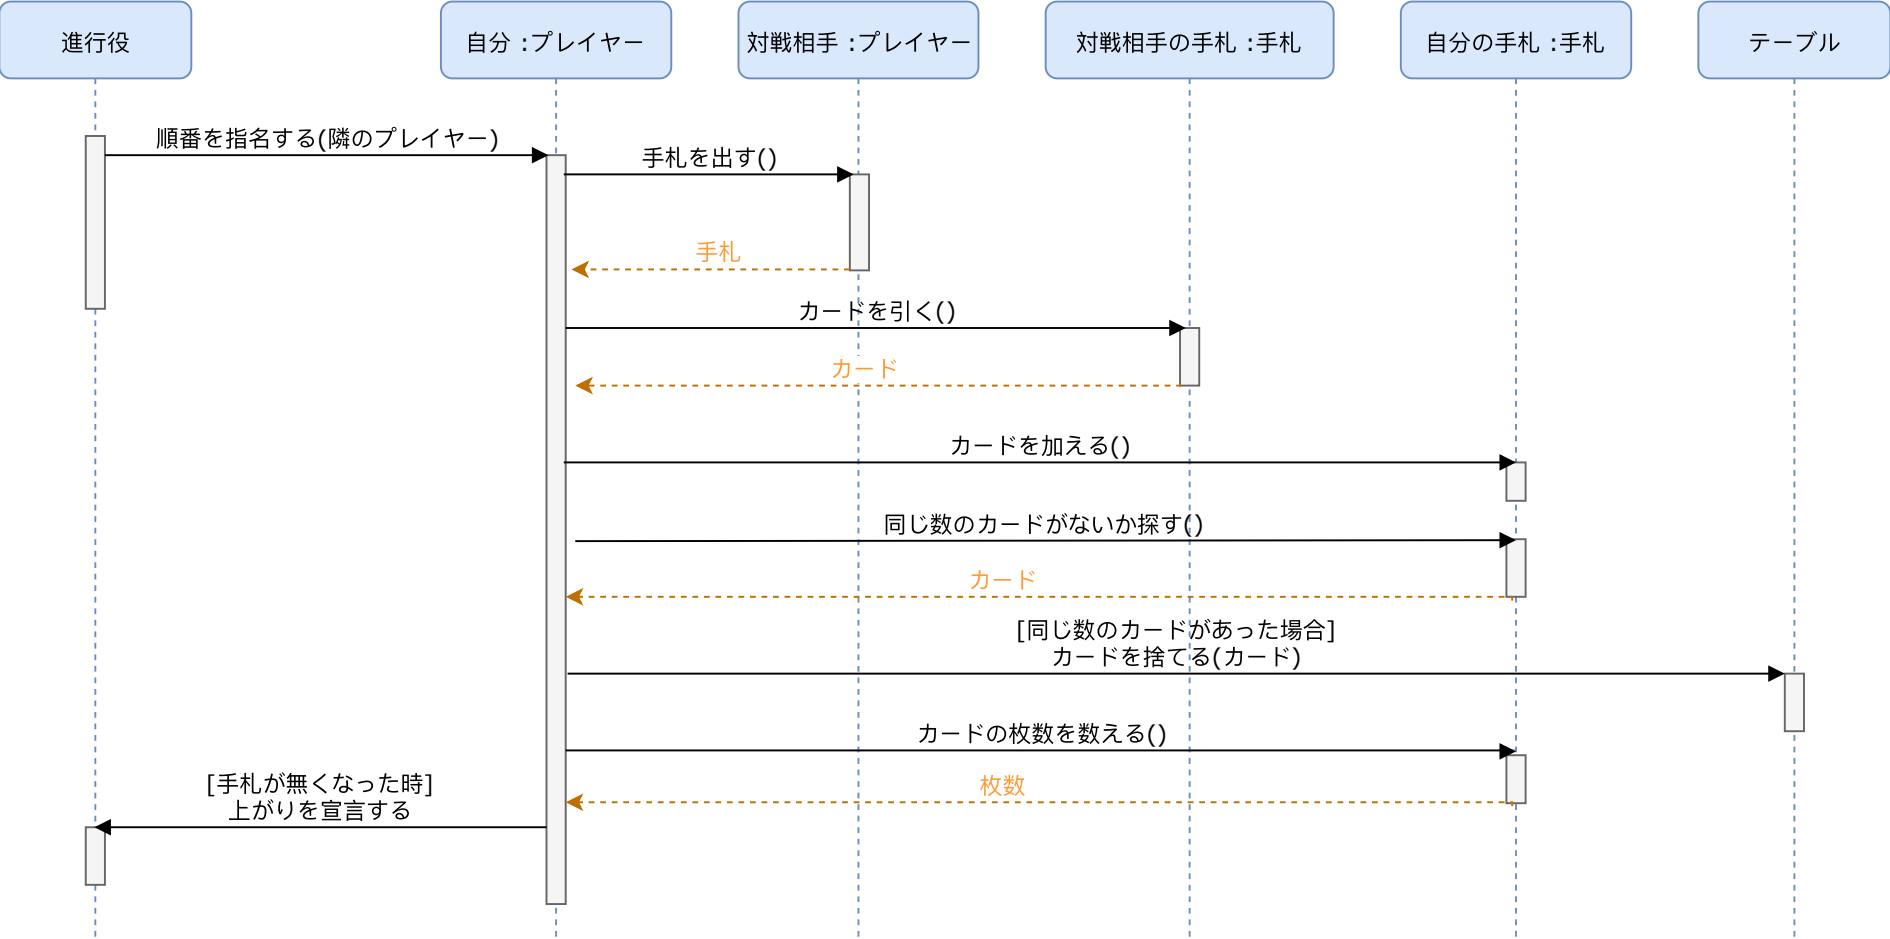 進行役
自分 :プレイヤー
対戦相手 :プレイヤー
対戦相手の手札 :手札
自分の手札 :手札
テーブル
順番を指名する(隣のプレイヤー)
手札を出す()
手札
カードを引く()
カード
カードを加える()
同じ数のカードがないか探す()
カード
[同じ数のカードがあった場合]
カードを捨てる(カード)
カードの枚数を数える()
枚数
[手札が無くなった時]
上がりを宣言する